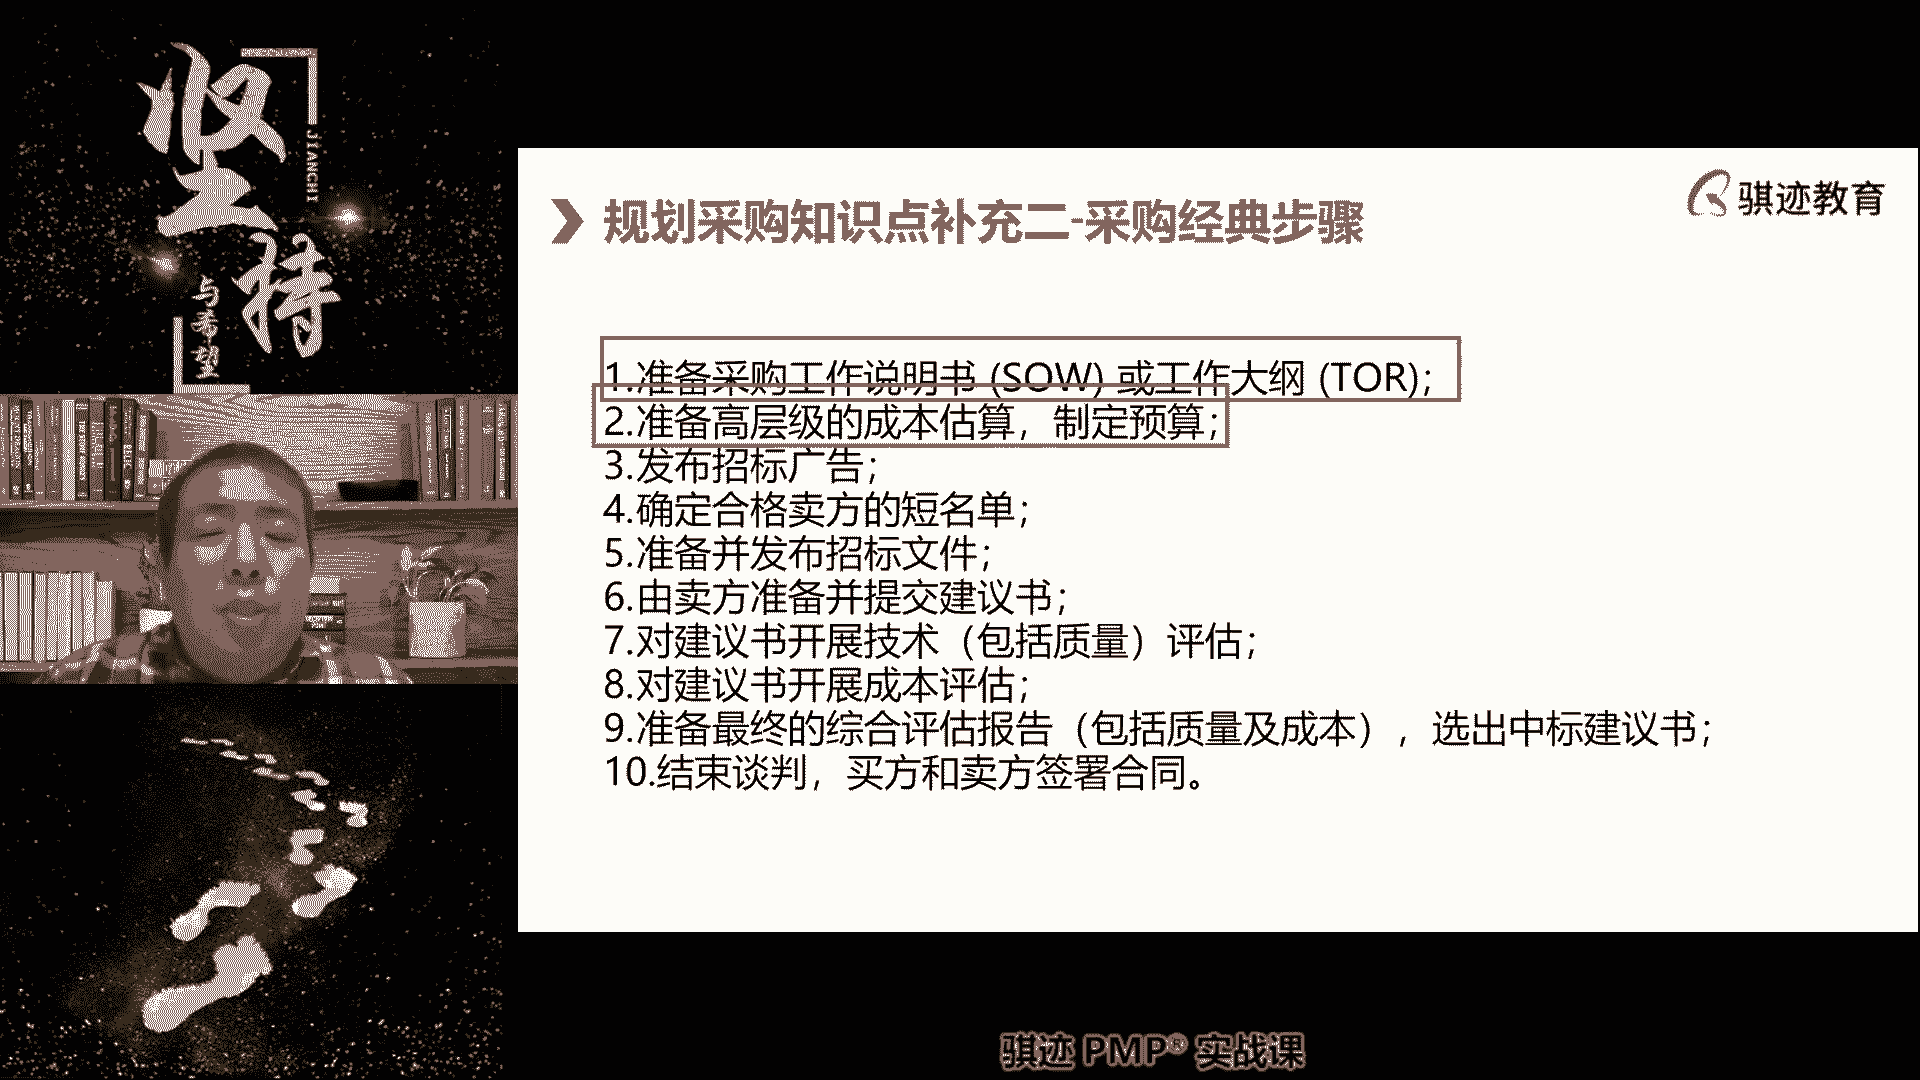 坚持
JIANCHI
与希望
规划采购知识点补充二-采购经典步骤
骐迹教育
1.准备采购工作说明书 (SOW) 或工作大纲 (TOR)；
2.准备高层级的成本估算，制定预算；
3.发布招标广告；
4.确定合格卖方的短名单；
5.准备并发布招标文件；
6.由卖方准备并提交建议书；
7.对建议书开展技术（包括质量）评估；
8.对建议书开展成本评估；
9.准备最终的综合评估报告（包括质量及成本），选出中标建议书；
10.结束谈判，买方和卖方签署合同。
骐迹 PMP® 实战课